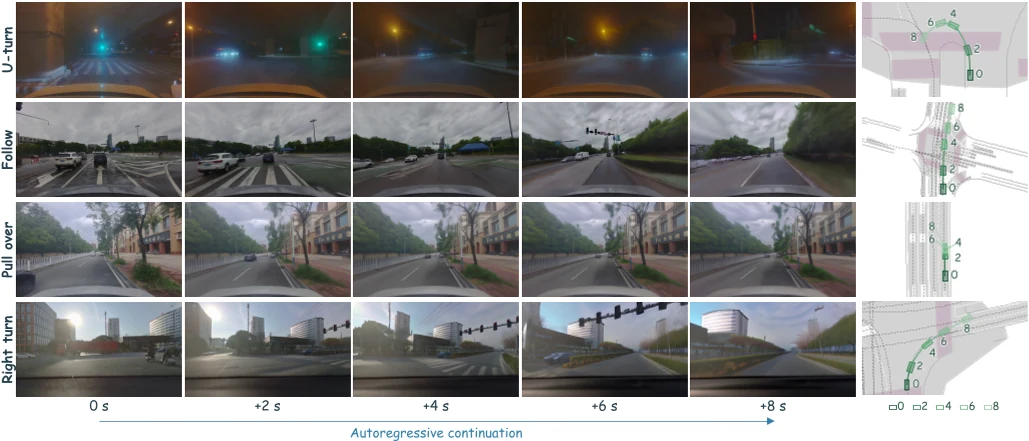 U-turn
8 6 4 2 0
Follow
8 6 4 2 0
Pull over
8 6 4 2 0
Right turn
8 6 4 2 0
0 s +2 s +4 s +6 s +8 s
0 2 4 6 8
Autoregressive continuation